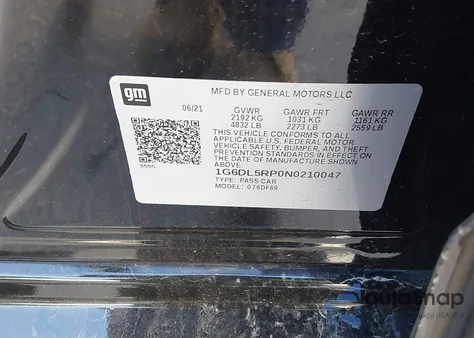 gm
MFD BY GENERAL MOTORS LLC
06/21 GVWR GAWR FRT GAWR RR
2192 KG 1031 KG 1161 KG
4832 LB 2273 LB 2559 LB
THIS VEHICLE CONFORMS TO ALL
APPLICABLE U.S. FEDERAL MOTOR
VEHICLE SAFETY, BUMPER, AND THEFT
PREVENTION STANDARDS IN EFFECT ON THE
DATE OF MANUFACTURE SHOWN ABOVE.
1G6DL5RP0N0210047
TYPE: PASS CAR
MODEL: 076DF69